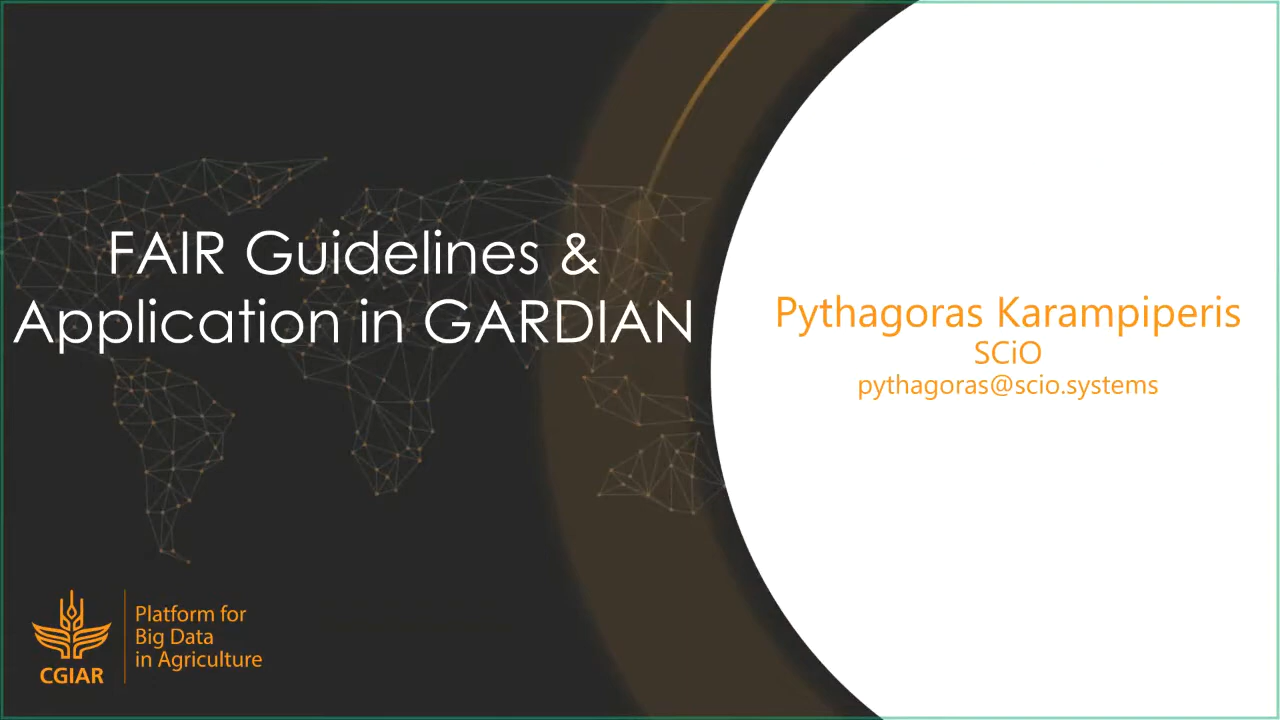 FAIR Guidelines &
Application in GARDIAN
Pythagoras Karampiperis
SCiO
pythagoras@scio.systems
Platform for
Big Data
in Agriculture
CGIAR